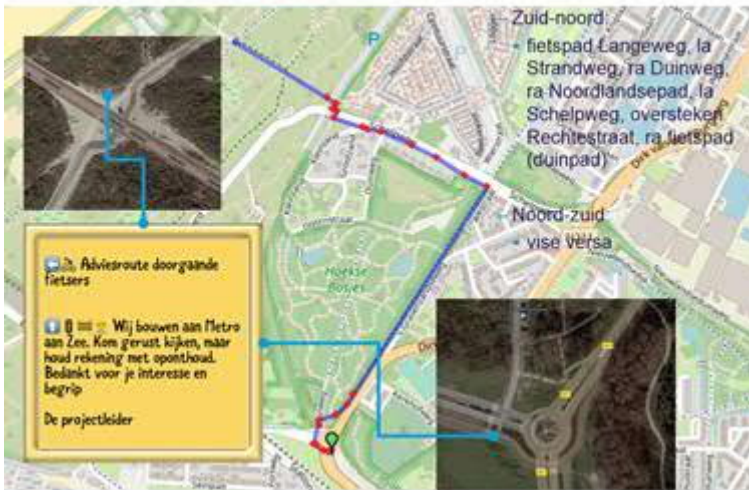 Zuid-noord:
fietspad Langeweg, la
Strandweg, ra Duinweg,
ra Noordlandsepad, la
Schelpweg, oversteken
Rechtestraat, ra fietspad
(duinpad)
Noord-zuid
vise versa
Adviesroute doorgaande
fietsers
Wij bouwen aan Metro
aan Zee. Kom gerust kijken, maar
houd rekening met oponthoud.
Bedankt voor je interesse en
begrip
De projectleider
Hoekse
Bosjes
P
P